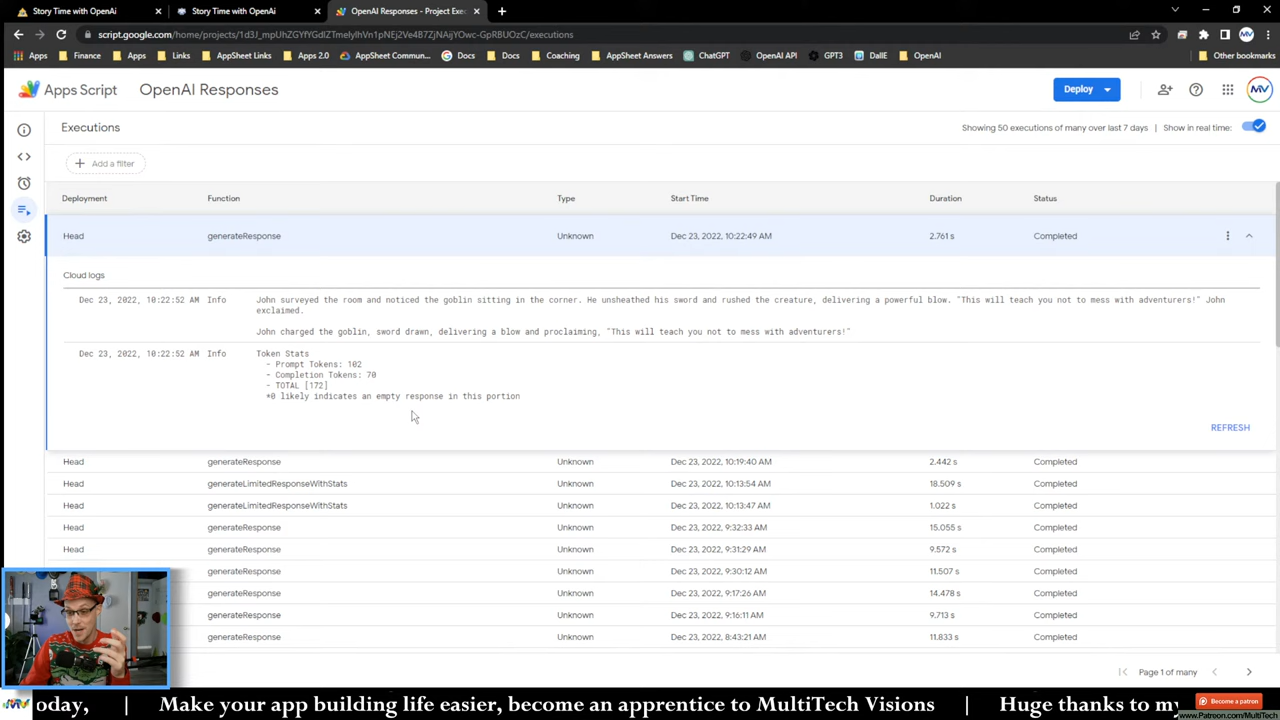 Story Time with OpenAI
Story Time with OpenAI
OpenAI Responses - Project Exec
script.google.com/home/projects/1d3J_mpUhZGYfYGdIZTmeIylhVn1pNEj2Ve4B7ZjNAijYOwc-GpRBUOzC/executions
Apps
Finance
Links
AppSheet Links
Apps 2.0
AppSheet Commun...
Docs
Coaching
AppSheet Answers
ChatGPT
OpenAI API
GPT3
DallE
OpenAI
Other bookmarks
Apps Script
OpenAI Responses
Deploy
MV
Executions
Showing 50 executions of many over last 7 days
Show in real time:
Add a filter
Deployment Function Type Start Time Duration Status
Head generateResponse Unknown Dec 23, 2022, 10:22:49 AM 2.761 s Completed
Cloud logs
Dec 23, 2022, 10:22:52 AM Info John surveyed the room and noticed the goblin sitting in the corner. He unsheathed his sword and rushed the creature, delivering a powerful blow. "This will teach you not to mess with adventurers!" John
exclaimed.
John charged the goblin, sword drawn, delivering a blow and proclaiming, "This will teach you not to mess with adventurers!"
Dec 23, 2022, 10:22:52 AM Info Token Stats
- Prompt Tokens: 102
- Completion Tokens: 70
- TOTAL [172]
*0 likely indicates an empty response in this portion
REFRESH
Head generateResponse Unknown Dec 23, 2022, 10:19:40 AM 2.442 s Completed
Head generateLimitedResponseWithStats Unknown Dec 23, 2022, 10:13:54 AM 18.509 s Completed
Head generateLimitedResponseWithStats Unknown Dec 23, 2022, 10:13:47 AM 1.022 s Completed
Head generateResponse Unknown Dec 23, 2022, 9:32:33 AM 15.055 s Completed
Head generateResponse Unknown Dec 23, 2022, 9:31:29 AM 9.572 s Completed
generateResponse Unknown Dec 23, 2022, 9:30:12 AM 11.507 s Completed
generateResponse Unknown Dec 23, 2022, 9:17:26 AM 14.478 s Completed
generateResponse Unknown Dec 23, 2022, 9:16:11 AM 9.713 s Completed
generateResponse Unknown Dec 23, 2022, 8:43:21 AM 11.833 s Completed
Page 1 of many
MV oday, | Make your app building life easier, become an apprentice to MultiTech Visions | Huge thanks to my
Become a patron
www.Patreon.com/MultiTech